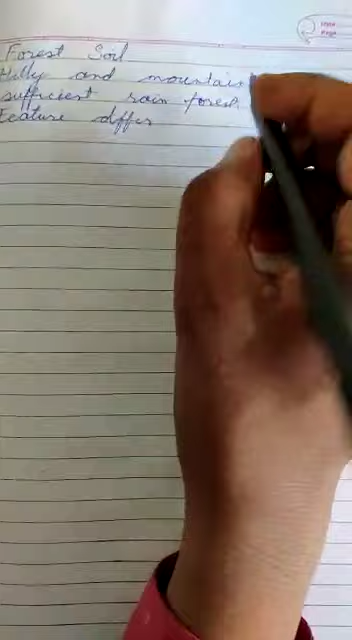 Forest Soil
Hilly and mountain
sufficient rain forest
feature differ